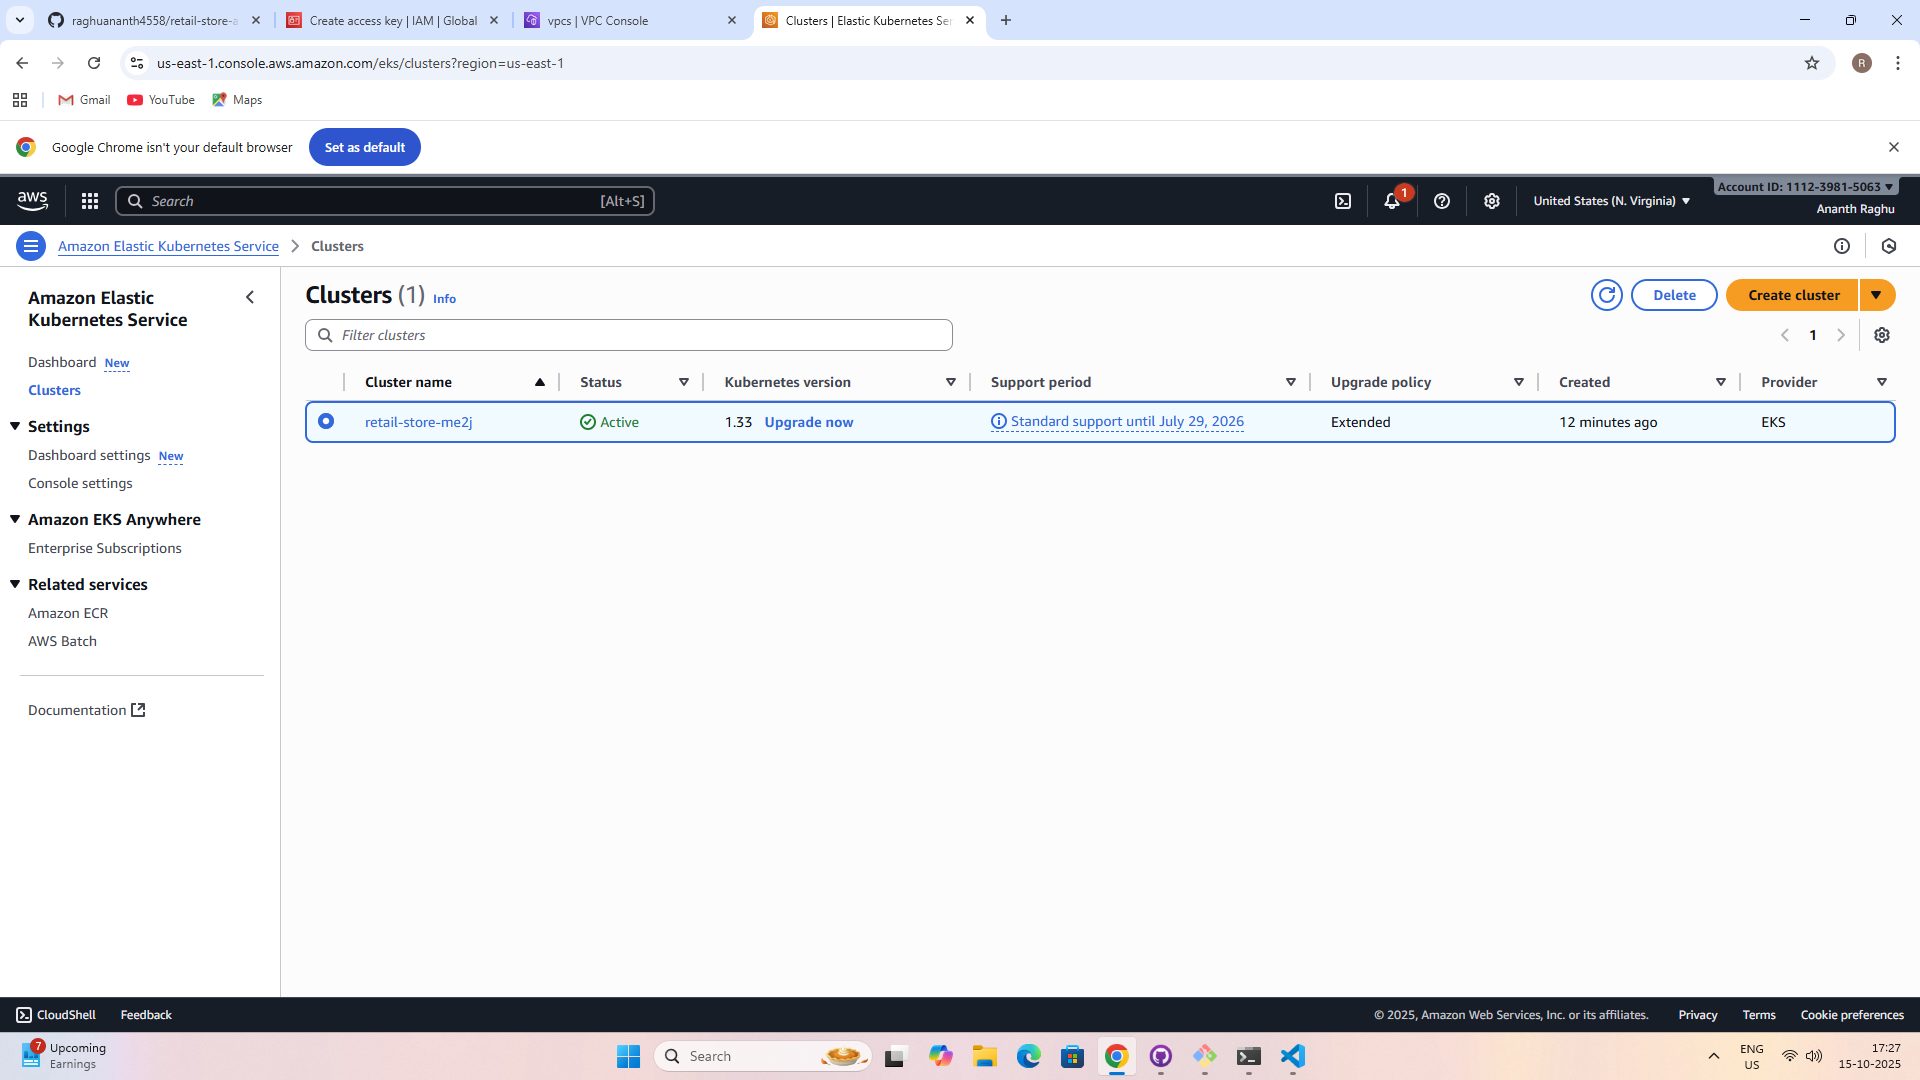 raghuananth4558/retail-store-a
Create access key | IAM | Global
vpcs | VPC Console
Clusters | Elastic Kubernetes Ser
us-east-1.console.aws.amazon.com/eks/clusters?region=us-east-1
R
Gmail
YouTube
Maps
Google Chrome isn't your default browser
Set as default
aws
Search
[Alt+S]
1
United States (N. Virginia)
Account ID: 1112-3981-5063
Ananth Raghu
Amazon Elastic Kubernetes Service
Clusters
Amazon Elastic
Kubernetes Service
Dashboard New
Clusters
Settings
Dashboard settings New
Console settings
Amazon EKS Anywhere
Enterprise Subscriptions
Related services
Amazon ECR
AWS Batch
Documentation
Clusters (1) Info
Delete
Create cluster
Filter clusters
1
Cluster name
Status
Kubernetes version
Support period
Upgrade policy
Created
Provider
retail-store-me2j
Active
1.33 Upgrade now
Standard support until July 29, 2026
Extended
12 minutes ago
EKS
CloudShell
Feedback
© 2025, Amazon Web Services, Inc. or its affiliates.
Privacy
Terms
Cookie preferences
7
Upcoming
Earnings
Search
ENG
US
17:27
15-10-2025